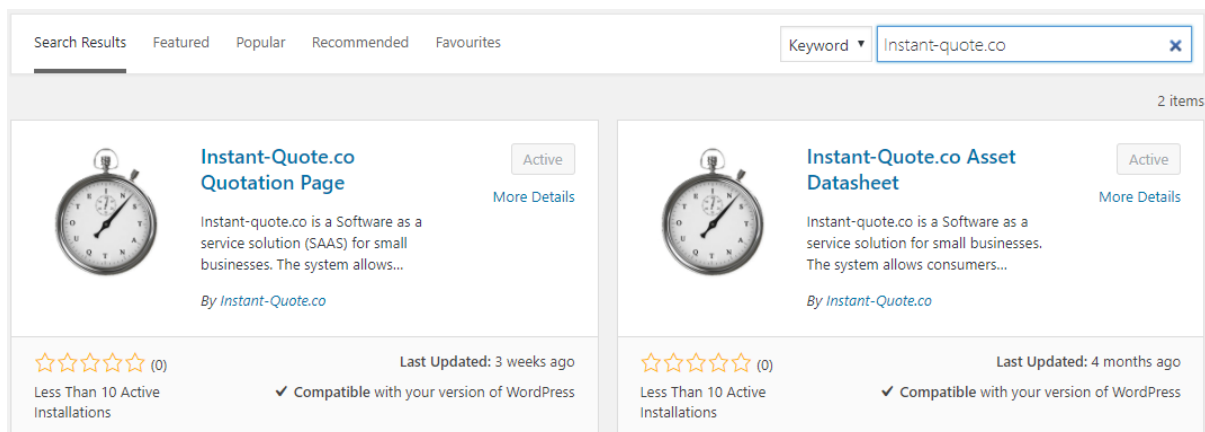 Search Results Featured Popular Recommended Favourites Keyword Instant-quote.co
2 items
Instant-Quote.co
Quotation Page
Active
More Details
Instant-quote.co is a Software as a
service solution (SAAS) for small
businesses. The system allows...
By Instant-Quote.co
(0)
Last Updated: 3 weeks ago
Less Than 10 Active
Installations
Compatible with your version of WordPress
Instant-Quote.co Asset
Datasheet
Active
More Details
Instant-quote.co is a Software as a
service solution for small businesses.
The system allows consumers...
By Instant-Quote.co
(0)
Last Updated: 4 months ago
Less Than 10 Active
Installations
Compatible with your version of WordPress